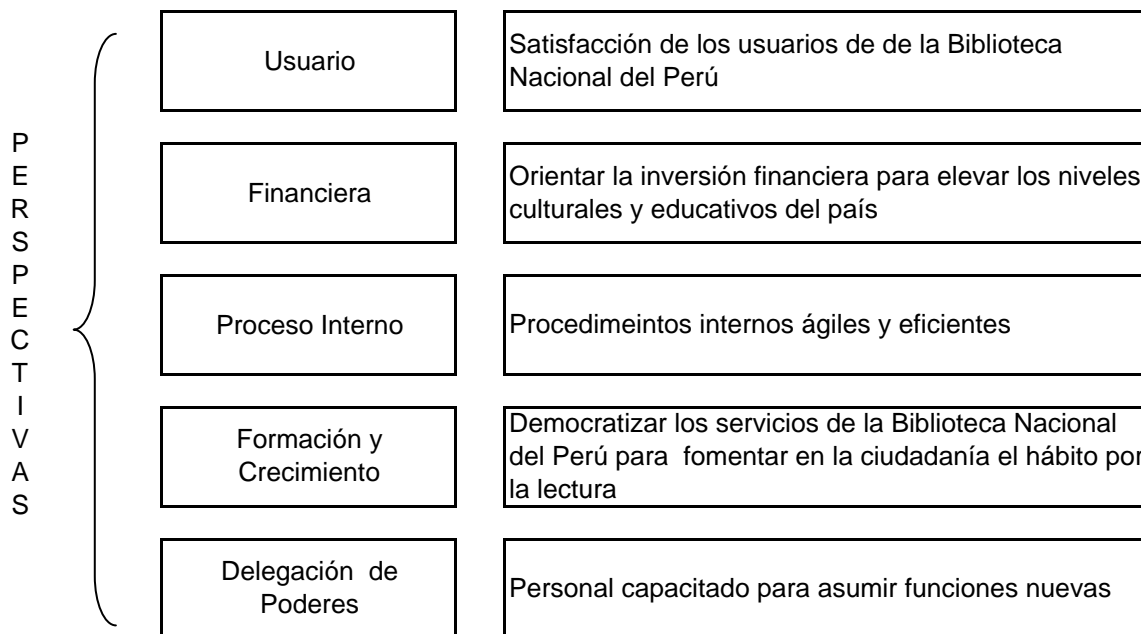 PERSPECTIVAS
Usuario
Satisfacción de los usuarios de de la Biblioteca
Nacional del Perú
Financiera
Orientar la inversión financiera para elevar los niveles
culturales y educativos del país
Proceso Interno
Procedimeintos internos ágiles y eficientes
Formación y
Crecimiento
Democratizar los servicios de la Biblioteca Nacional
del Perú para  fomentar en la ciudadanía el hábito por
la lectura
Delegación  de
Poderes
Personal capacitado para asumir funciones nuevas